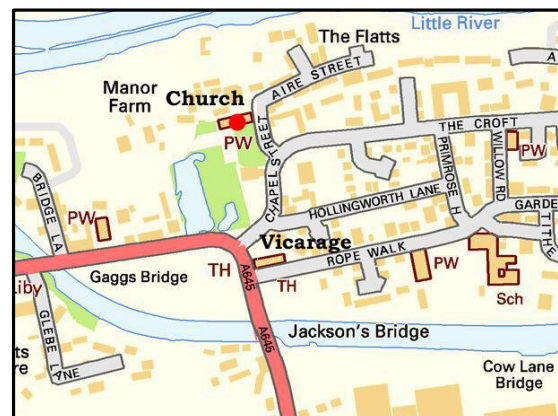 Little River
The Flatts
AIRE STREET
Manor
Farm
Church
PW
CHAPEL STREET
THE CROFT
PW
WILLOW RD
PRIMROSE H
BRIDGE LA
HOLLINGWORTH LANE
GARDE
TITHE
PW
Vicarage
ROPE WALK
TH
TH
PW
Gaggs Bridge
Sch
A645
A645
Jackson's Bridge
GLEBE LANE
Cow Lane
Bridge